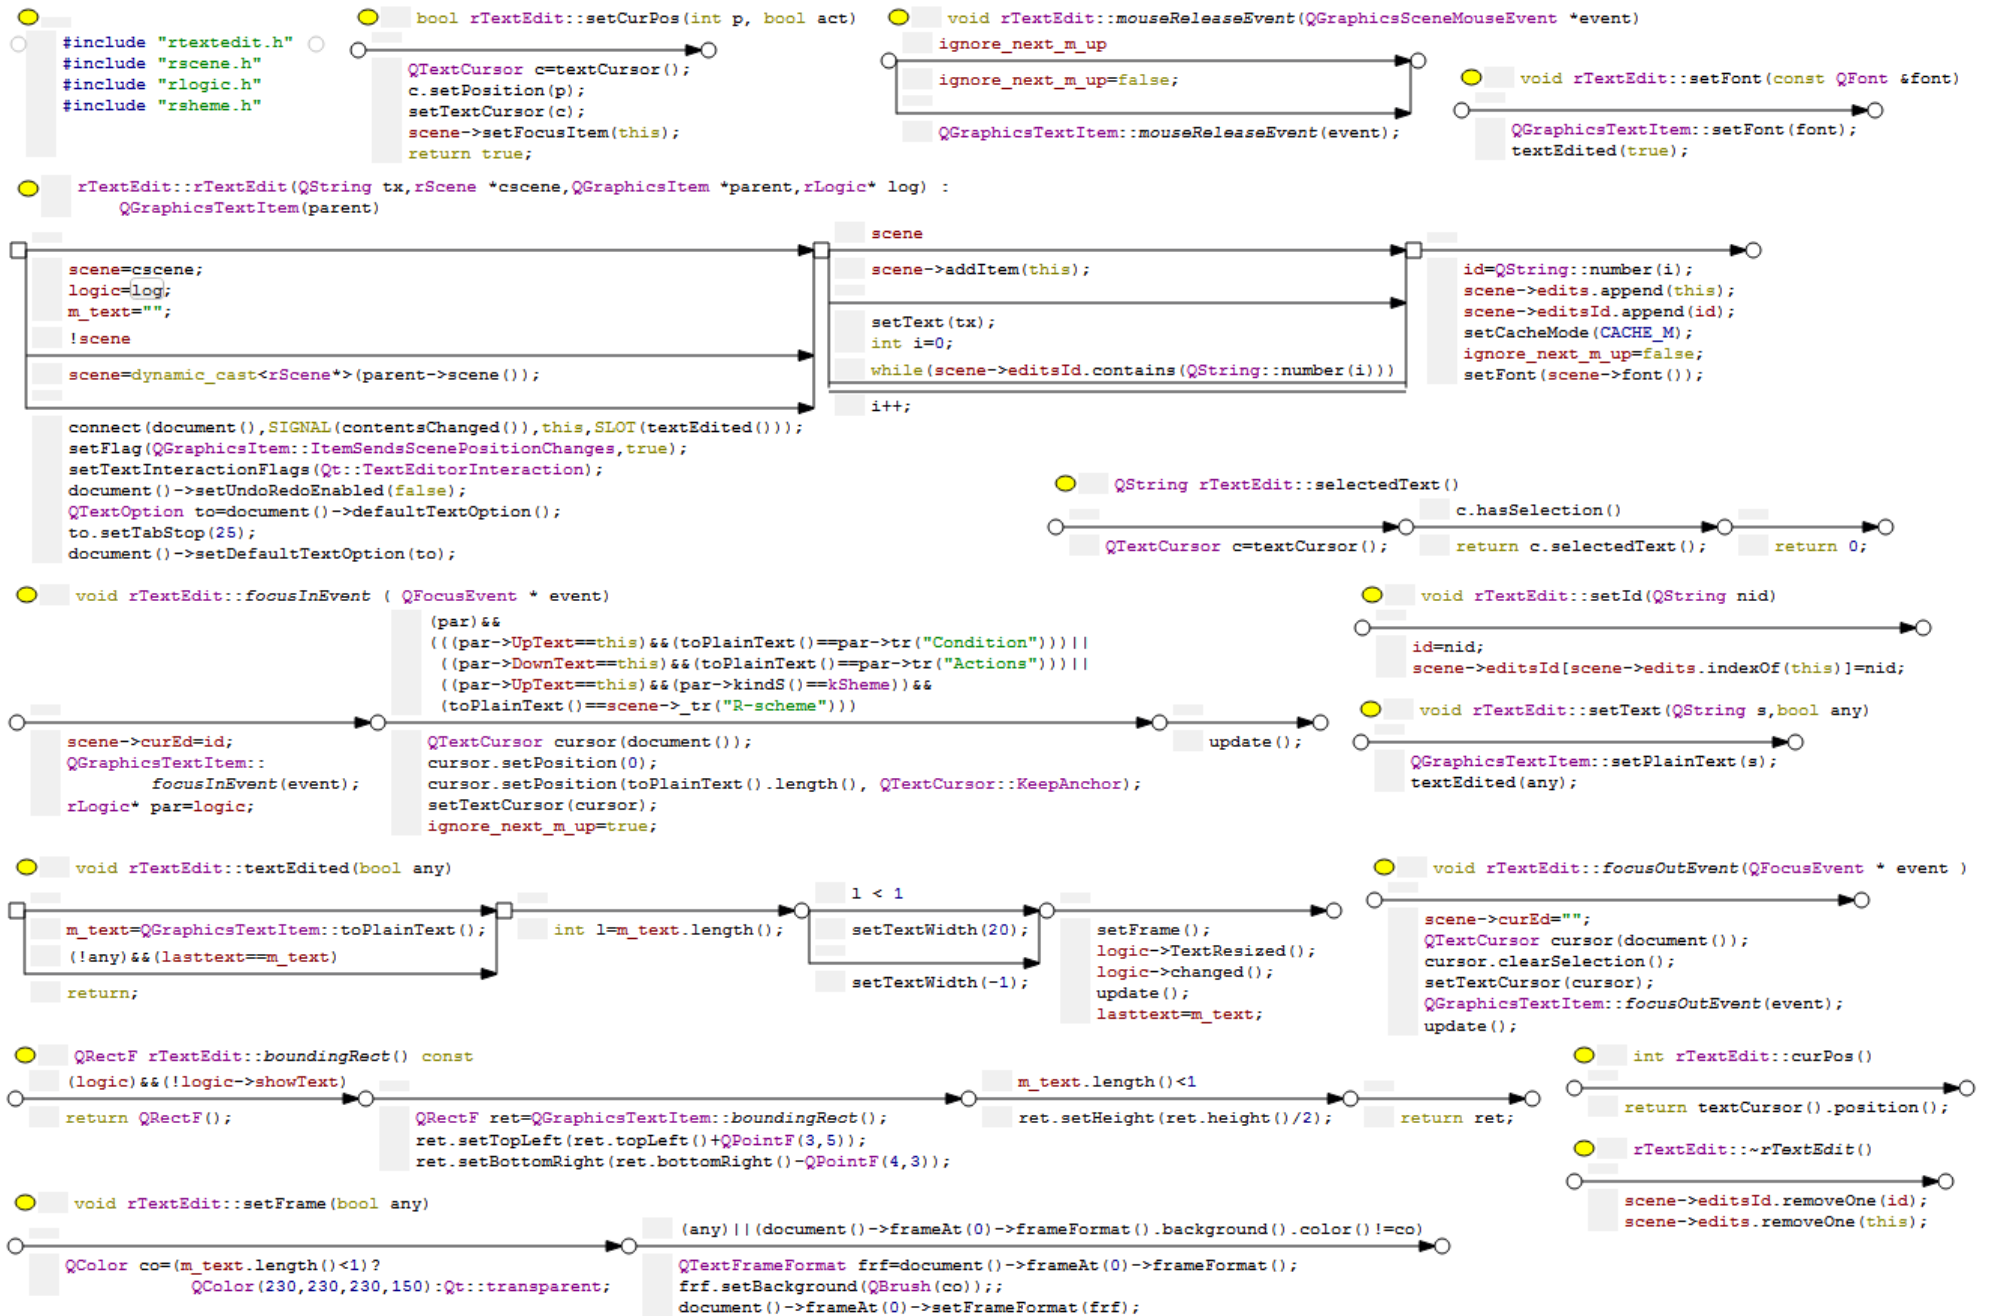 #include "rtextedit.h"
#include "rscene.h"
#include "rlogic.h"
#include "rsheme.h"
bool rTextEdit::setCurPos(int p, bool act)
QTextCursor c=textCursor();
c.setPosition(p);
setTextCursor(c);
scene->setFocusItem(this);
return true;
void rTextEdit::mouseReleaseEvent(QGraphicsSceneMouseEvent *event)
ignore_next_m_up
ignore_next_m_up=false;
QGraphicsTextItem::mouseReleaseEvent(event);
void rTextEdit::setFont(const QFont &font)
QGraphicsTextItem::setFont(font);
textEdited(true);
rTextEdit::rTextEdit(QString tx,rScene *cscene,QGraphicsItem *parent,rLogic* log) :
QGraphicsTextItem(parent)
scene=cscene;
logic=log;
m_text="";
!scene
scene=dynamic_cast<rScene*>(parent->scene());
connect(document(),SIGNAL(contentsChanged()),this,SLOT(textEdited()));
setFlag(QGraphicsItem::ItemSendsScenePositionChanges,true);
setTextInteractionFlags(Qt::TextEditorInteraction);
document()->setUndoRedoEnabled(false);
QTextOption to=document()->defaultTextOption();
to.setTabStop(25);
document()->setDefaultTextOption(to);
scene
scene->addItem(this);
setText(tx);
int i=0;
while(scene->editsId.contains(QString::number(i)))
i++;
id=QString::number(i);
scene->edits.append(this);
scene->editsId.append(id);
setCacheMode(CACHE_M);
ignore_next_m_up=false;
setFont(scene->font());
QString rTextEdit::selectedText()
QTextCursor c=textCursor();
c.hasSelection()
return c.selectedText();
return 0;
void rTextEdit::focusInEvent ( QFocusEvent * event)
scene->curEd=id;
QGraphicsTextItem::
focusInEvent(event);
rLogic* par=logic;
(par)&&
(((par->UpText==this)&&(toPlainText()==par->tr("Condition")))||
((par->DownText==this)&&(toPlainText()==par->tr("Actions")))||
((par->UpText==this)&&(par->kindS()==kSheme))&&
(toPlainText()==scene->_tr("R-scheme")))
QTextCursor cursor(document());
cursor.setPosition(0);
cursor.setPosition(toPlainText().length(), QTextCursor::KeepAnchor);
setTextCursor(cursor);
ignore_next_m_up=true;
update();
void rTextEdit::setId(QString nid)
id=nid;
scene->editsId[scene->edits.indexOf(this)]=nid;
void rTextEdit::setText(QString s,bool any)
QGraphicsTextItem::setPlainText(s);
textEdited(any);
void rTextEdit::textEdited(bool any)
m_text=QGraphicsTextItem::toPlainText();
(!any)&&(lasttext==m_text)
return;
int l=m_text.length();
l < 1
setTextWidth(20);
setTextWidth(-1);
setFrame();
logic->TextResized();
logic->changed();
update();
lasttext=m_text;
void rTextEdit::focusOutEvent(QFocusEvent * event )
scene->curEd="";
QTextCursor cursor(document());
cursor.clearSelection();
setTextCursor(cursor);
QGraphicsTextItem::focusOutEvent(event);
update();
QRectF rTextEdit::boundingRect() const
(logic)&&(!logic->showText)
return QRectF();
QRectF ret=QGraphicsTextItem::boundingRect();
ret.setTopLeft(ret.topLeft()+QPointF(3,5));
ret.setBottomRight(ret.bottomRight()-QPointF(4,3));
m_text.length()<1
ret.setHeight(ret.height()/2);
return ret;
int rTextEdit::curPos()
return textCursor().position();
rTextEdit::~rTextEdit()
scene->editsId.removeOne(id);
scene->edits.removeOne(this);
void rTextEdit::setFrame(bool any)
QColor co=(m_text.length()<1)?
QColor(230,230,230,150):Qt::transparent;
(any)||(document()->frameAt(0)->frameFormat().background().color()!=co)
QTextFrameFormat frf=document()->frameAt(0)->frameFormat();
frf.setBackground(QBrush(co));;
document()->frameAt(0)->setFrameFormat(frf);